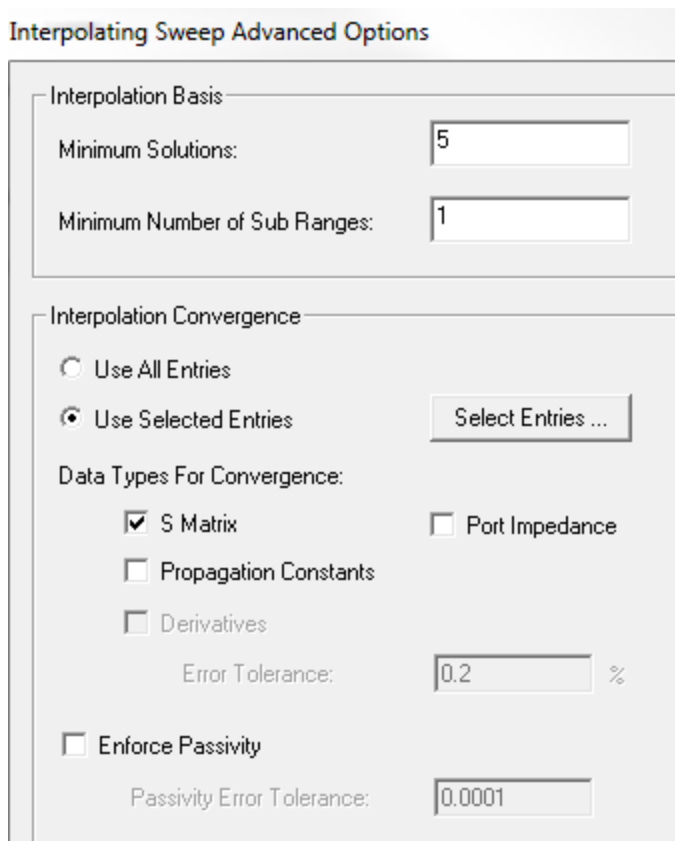 Interpolating Sweep Advanced Options
Interpolation Basis
Minimum Solutions: 5
Minimum Number of Sub Ranges: 1
Interpolation Convergence
Use All Entries
Use Selected Entries Select Entries ...
Data Types For Convergence:
S Matrix Port Impedance
Propagation Constants
Derivatives
Error Tolerance: 0.2 %
Enforce Passivity
Passivity Error Tolerance: 0.0001